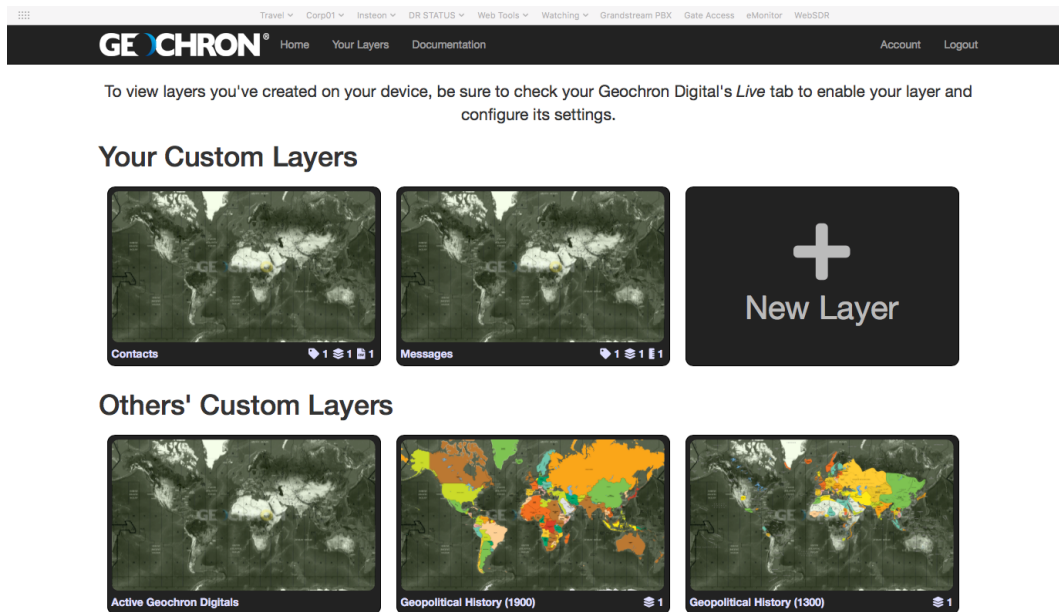 Travel Corp01 Insteon DR STATUS Web Tools Watching Grandstream PBX Gate Access eMonitor WebSDR
GEOCHRON® Home Your Layers Documentation Account Logout
To view layers you've created on your device, be sure to check your Geochron Digital's Live tab to enable your layer and
configure its settings.
Your Custom Layers
New Layer
Contacts 1 1 1
Messages 1 1 1
Others' Custom Layers
Active Geochron Digitals
Geopolitical History (1900) 1
Geopolitical History (1300) 1